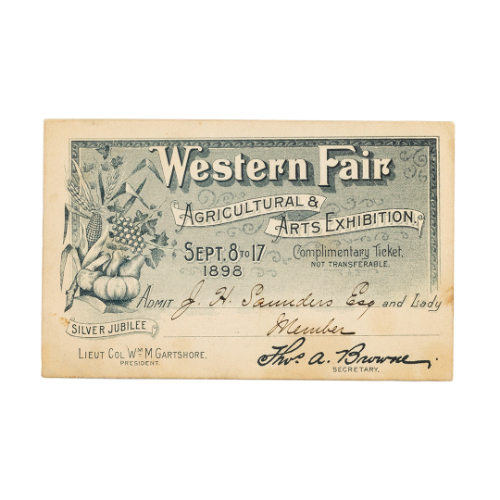 Western Fair
AGRICULTURAL &
ARTS EXHIBITION.
SEPT. 8 TO 17
1898
Complimentary Ticket,
NOT TRANSFERABLE.
ADMIT J. H. Saunders Esq and Lady
Member
SILVER JUBILEE
LIEUT COL WM M GARTSHORE,
PRESIDENT.
Thos. A. Browne,
SECRETARY.